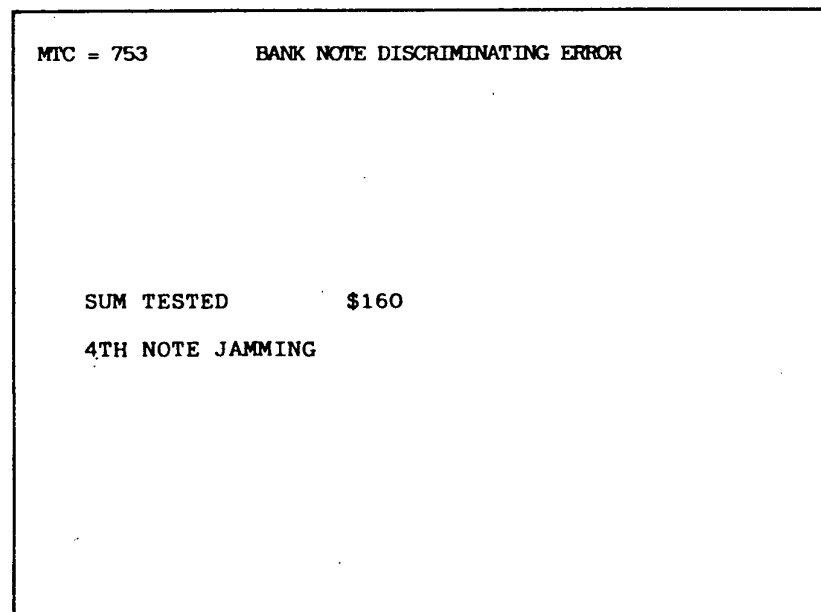 MTC = 753 BANK NOTE DISCRIMINATING ERROR
SUM TESTED $160
4TH NOTE JAMMING